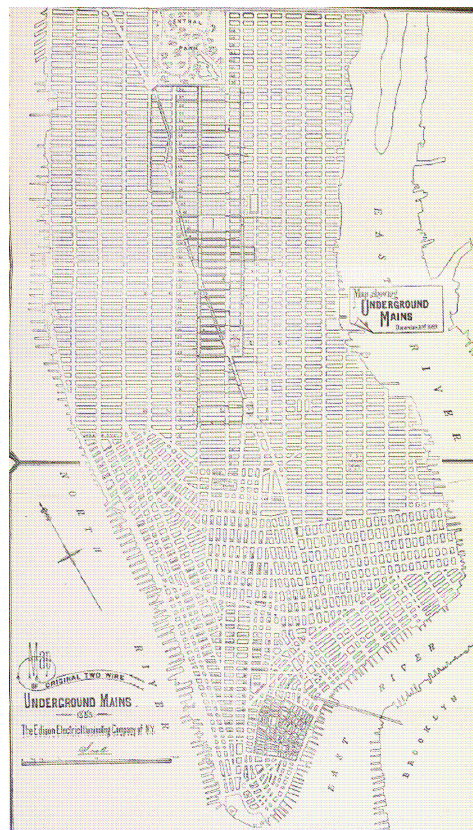 CENTRAL
PARK
EAST
RIVER
Map showing
UNDERGROUND
MAINS
NORTH
RIVER
Map
OF
ORIGINAL TWO WIRE
UNDERGROUND MAINS
The Edison Electric Illuminating Company of N.Y.
Scale
EAST
RIVER
BROOKLYN